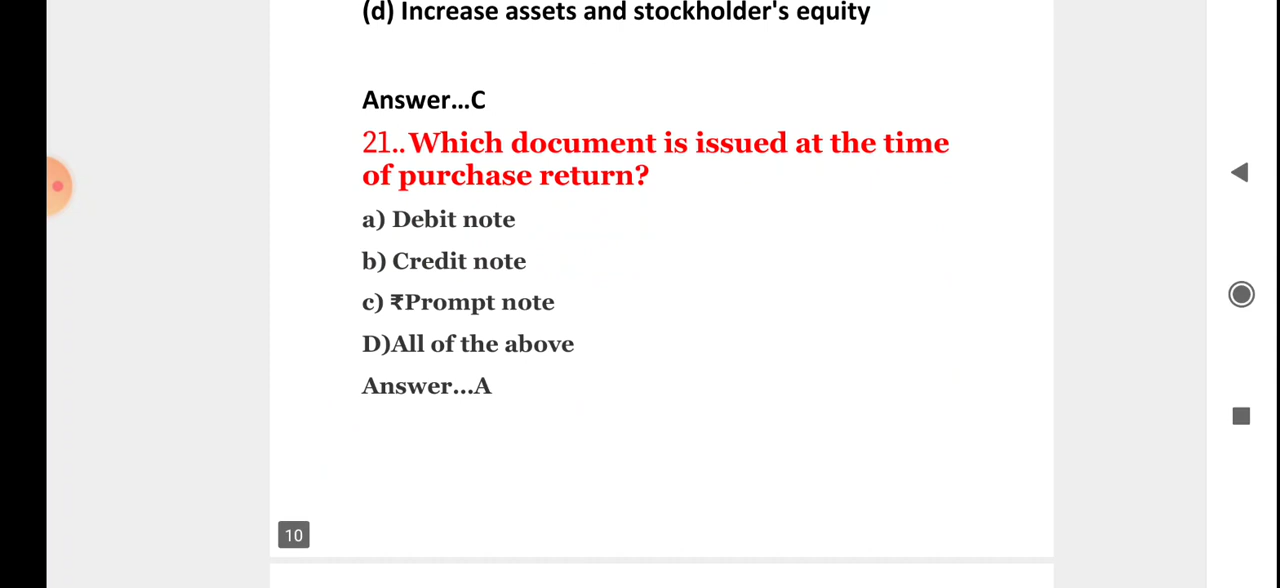 (d) Increase assets and stockholder's equity
Answer...C
21..Which document is issued at the time
of purchase return?
a) Debit note
b) Credit note
c) ₹Prompt note
D)All of the above
Answer...A
10